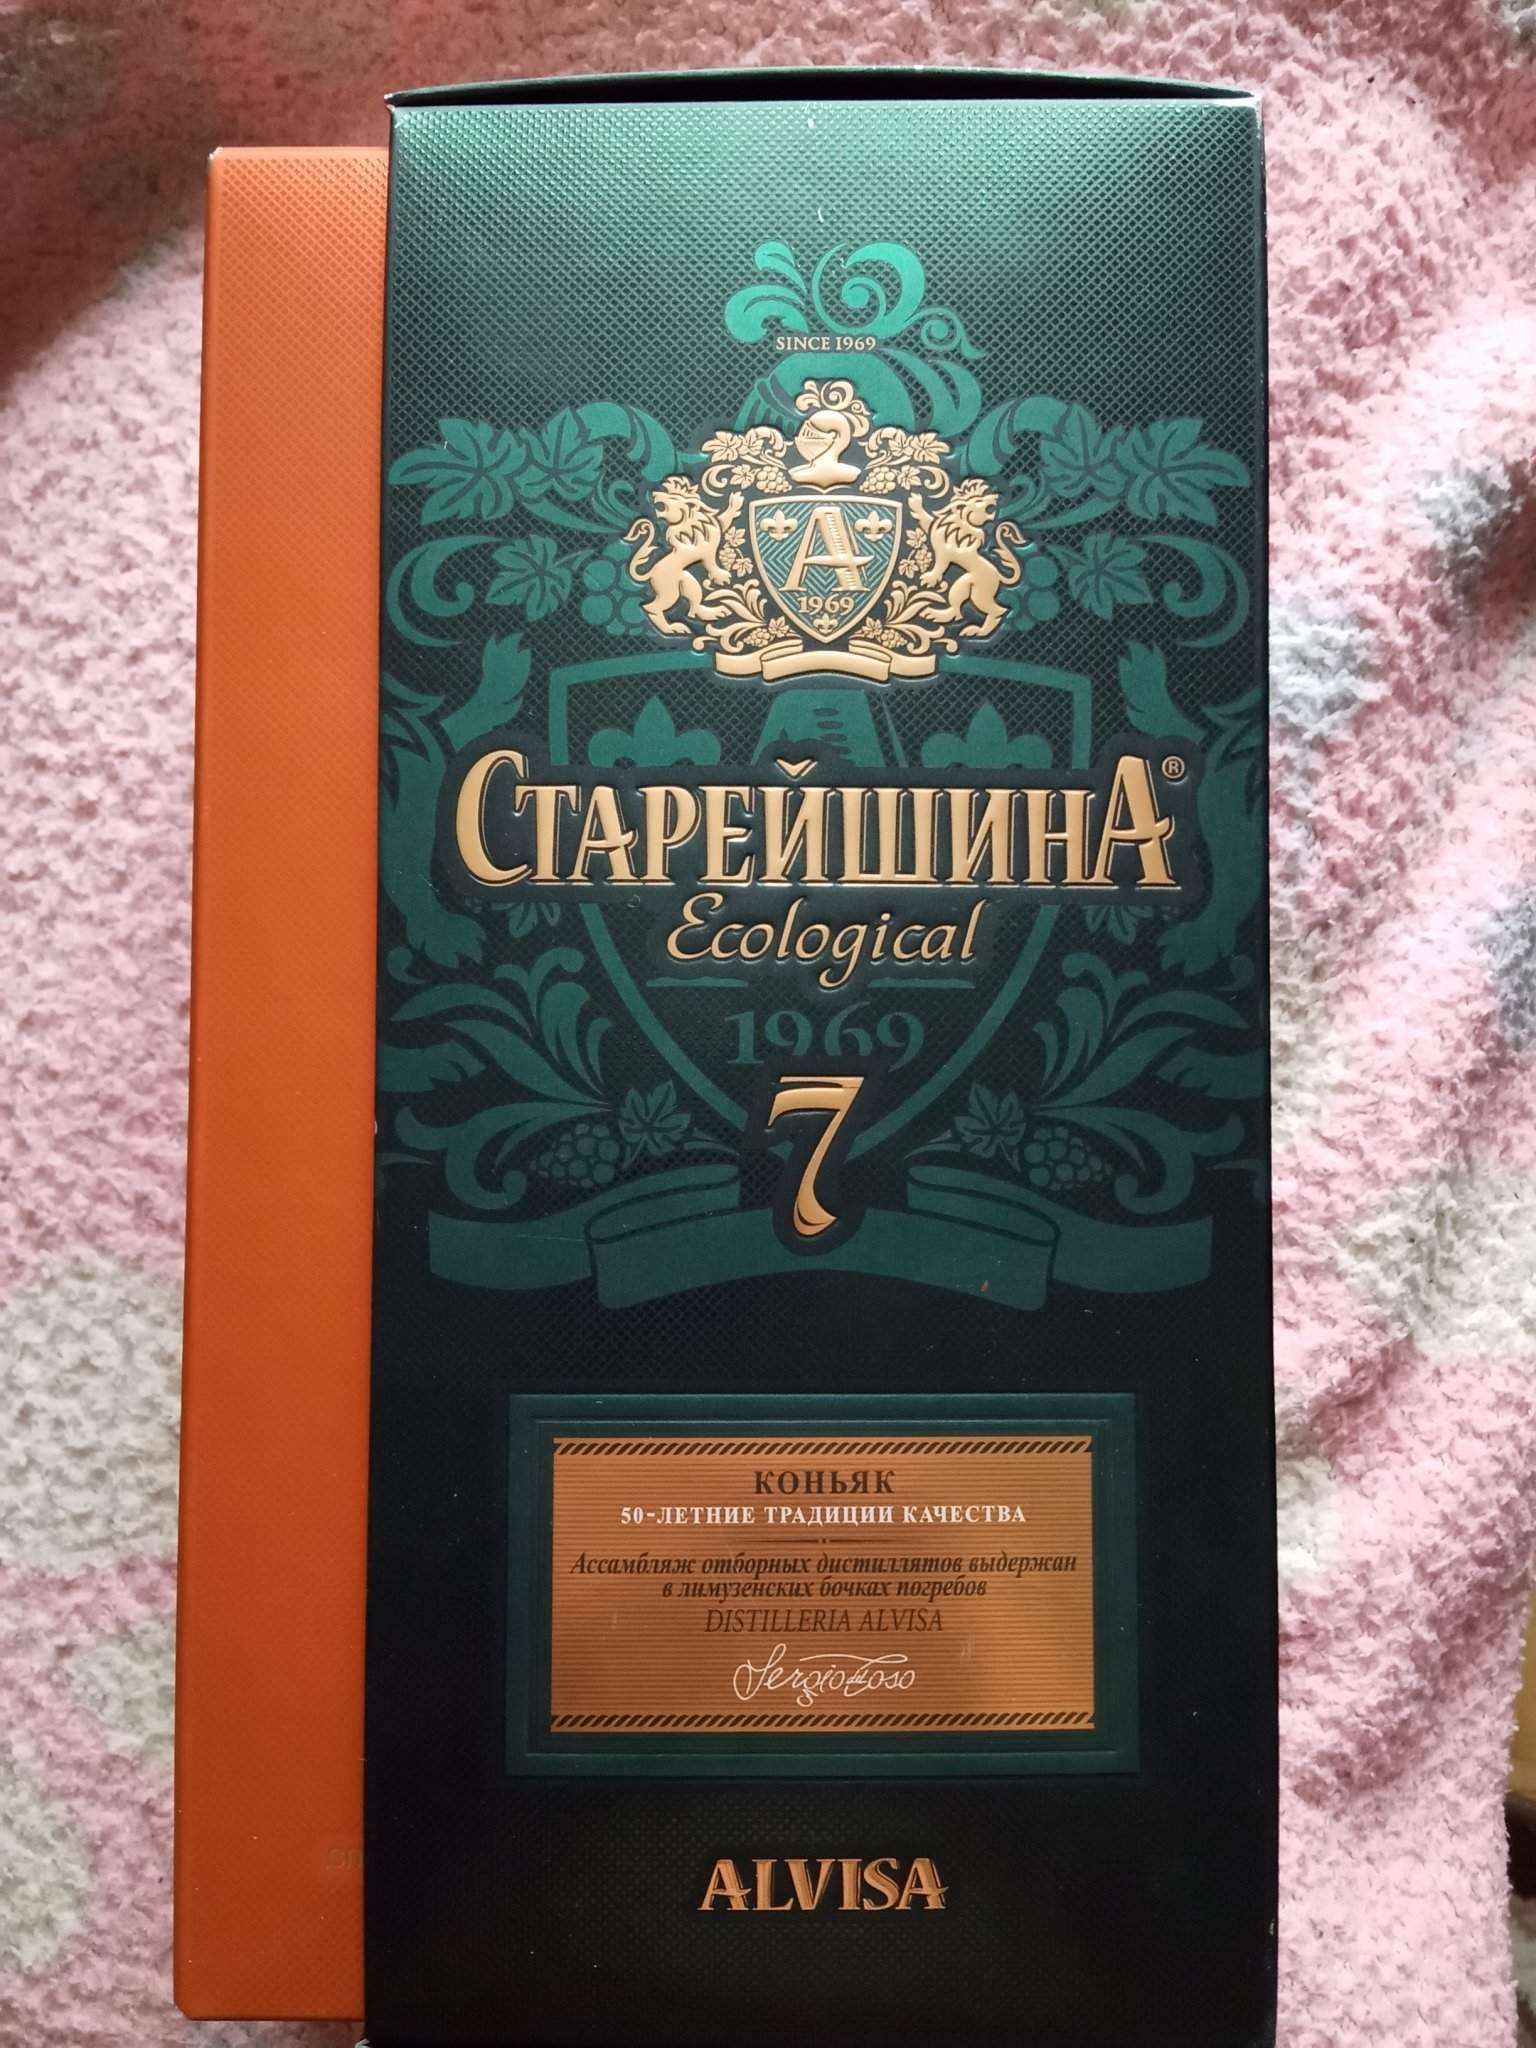 SINCE 1969
A
1969
СТАРЕЙШИНА®
Ecological
1969
7
КОНЬЯК
50-ЛЕТНИЕ ТРАДИЦИИ КАЧЕСТВА
Ассамбляж отборных дистиллятов выдержан
в лимузенских бочках погребов
DISTILLERIA ALVISA
ALVISA